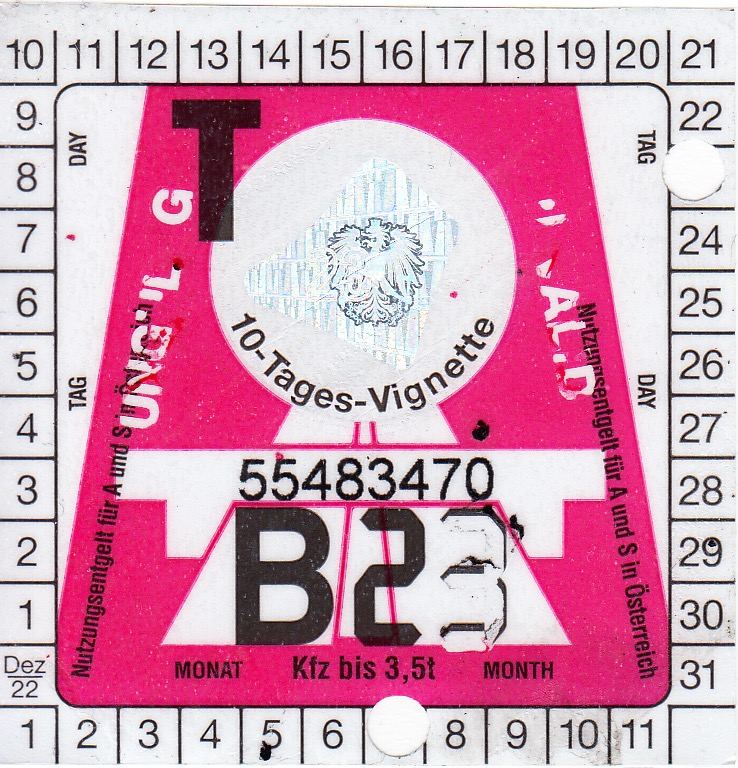 10 11 12 13 14 15 16 17 18 19 20 21
9 DAY T TAG 22
8
7 24
6 25
10-Tages-Vignette
5 TAG DAY 26
4 27
55483470
3 28
2 29
B23
1 30
Nutzungsentgelt für A und S in Österreich
Nutzungsentgelt für A und S in Österreich
Dez 22 MONAT Kfz bis 3,5t MONTH 31
1 2 3 4 5 6 8 9 10 11